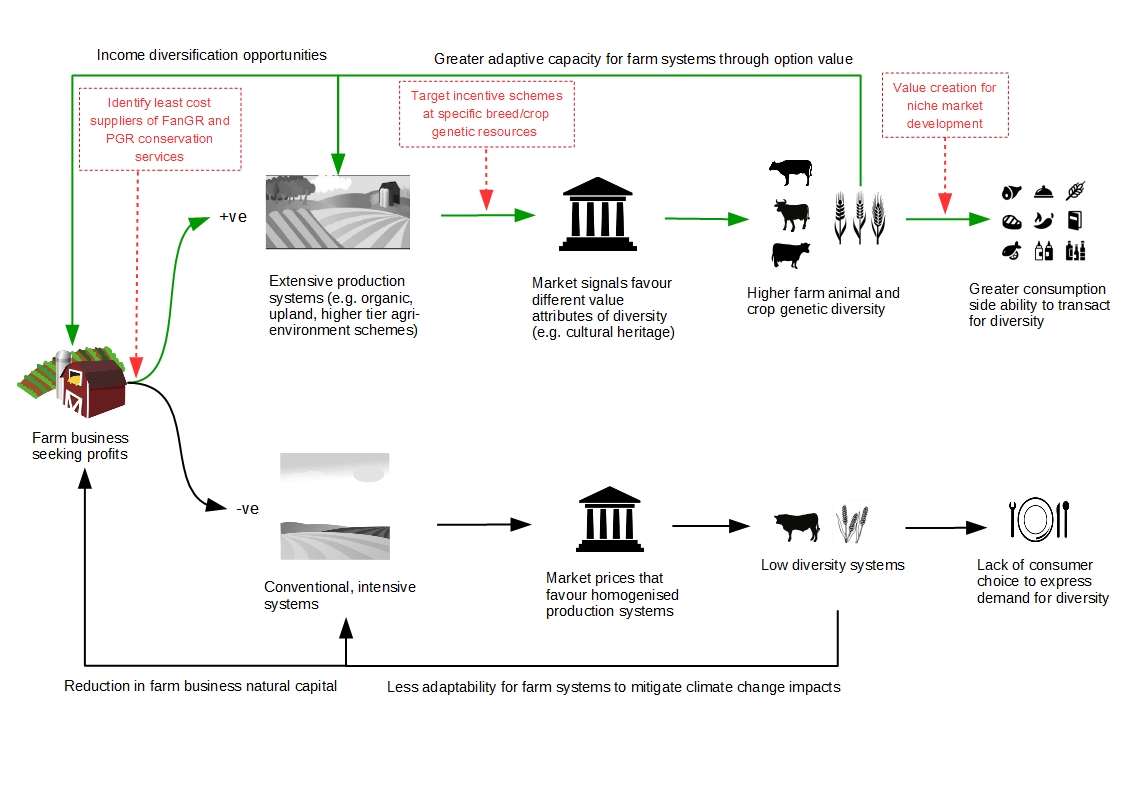 Income diversification opportunities
Greater adaptive capacity for farm systems through option value
Identify least cost
suppliers of FanGR and
PGR conservation
services
Target incentive schemes
at specific breed/crop
genetic resources
Value creation for
niche market
development
+ve
Extensive production
systems (e.g. organic,
upland, higher tier agri-
environment schemes)
Market signals favour
different value
attributes of diversity
(e.g. cultural heritage)
Higher farm animal and
crop genetic diversity
Greater consumption
side ability to transact
for diversity
Farm business
seeking profits
-ve
Conventional, intensive
systems
Market prices that
favour homogenised
production systems
Low diversity systems
Lack of consumer
choice to express
demand for diversity
Reduction in farm business natural capital
Less adaptability for farm systems to mitigate climate change impacts